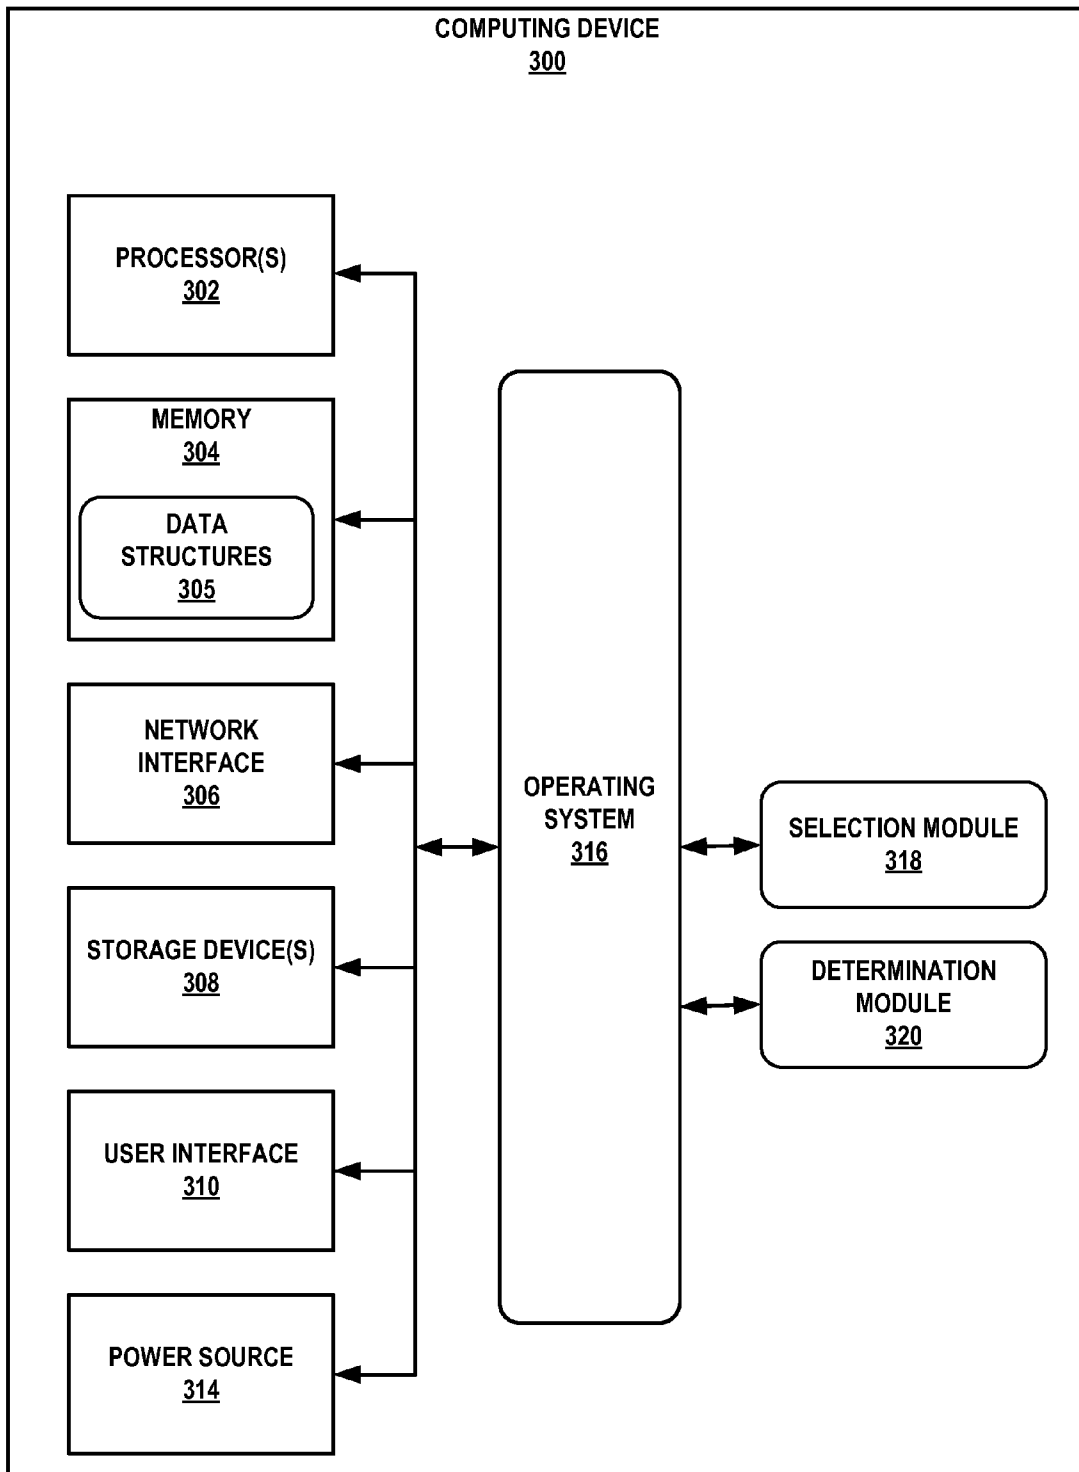 COMPUTING DEVICE
300
PROCESSOR(S)
302
MEMORY
304
DATA
STRUCTURES
305
NETWORK
INTERFACE
306
STORAGE DEVICE(S)
308
USER INTERFACE
310
POWER SOURCE
314
OPERATING
SYSTEM
316
SELECTION MODULE
318
DETERMINATION
MODULE
320